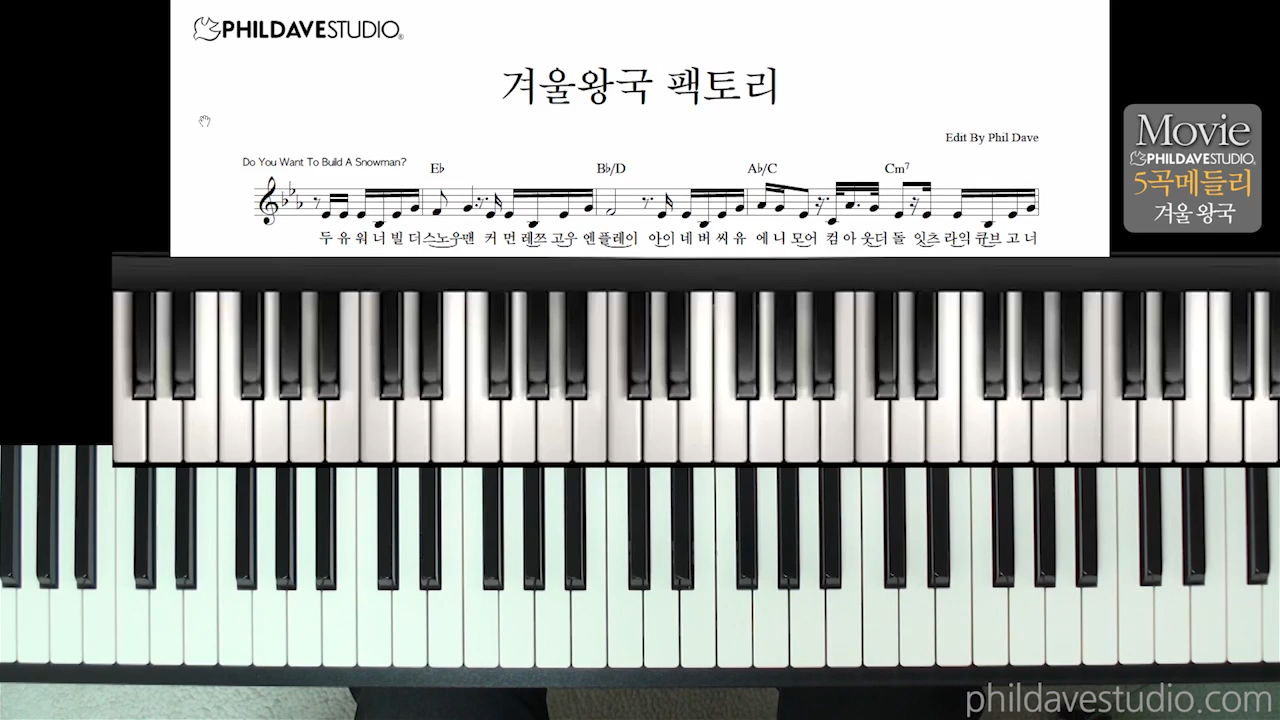 PHILDAVESTUDIO®
겨울왕국 팩토리
Edit By Phil Dave
Do You Want To Build A Snowman?
E♭ B♭/D A♭/C Cm7
두 유 워 너 빌 더스노우맨 커 먼 레쯔 고우 엔플레이 아이 네 버 씨 유 에 니 모어 컴 아 웃더 돌 잇츠 라익 큐브 고 너
Movie
PHILDAVESTUDIO.
5곡메들리
겨울 왕국
phildavestudio.com